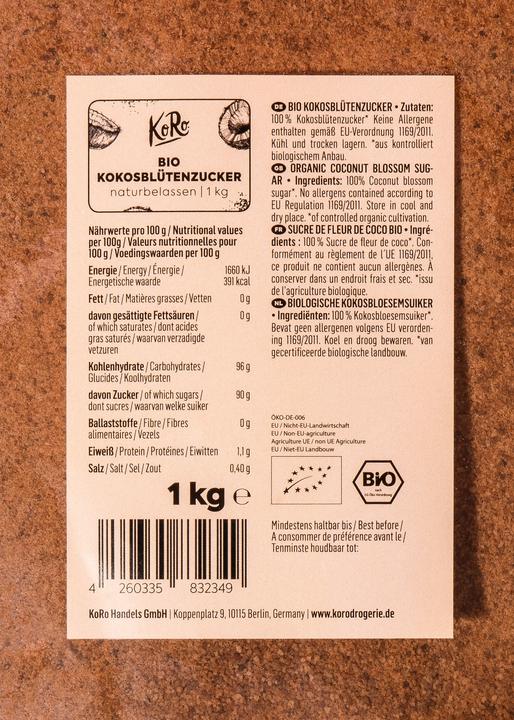 KoRo
BIO
KOKOSBLÜTENZUCKER
naturbelassen | 1 kg
Nährwerte pro 100 g / Nutritional values
per 100g / Valeurs nutritionnelles pour
100 g / Voedingswaarden per 100 g
Energie / Energy / Énergie / 1660 kJ
Energetische waarde 391 kcal
Fett / Fat / Matières grasses / Vetten 0 g
davon gesättigte Fettsäuren / 0 g
of which saturates / dont acides
gras saturés / waarvan verzadigde
vetzuren
Kohlenhydrate / Carbohydrates / 96 g
Glucides / Koolhydraten
davon Zucker / of which sugars / 90 g
dont sucres / waarvan welke suiker
Ballaststoffe / Fibre / Fibres 0 g
alimentaires / Vezels
Eiweiß / Protein / Protéines / Eiwitten 1,1 g
Salz / Salt / Sel / Zout 0,40 g
1 kg ℮
4 260335 832349
DE BIO KOKOSBLÜTENZUCKER • Zutaten:
100 % Kokosblütenzucker* Keine Allergene
enthalten gemäß EU-Verordnung 1169/2011.
Kühl und trocken lagern. *aus kontrolliert
biologischem Anbau.
GB ORGANIC COCONUT BLOSSOM SUG-
AR • Ingredients: 100% Coconut blossom
sugar*. No allergens contained according to
EU Regulation 1169/2011. Store in cool and
dry place. *of controlled organic cultivation.
FR SUCRE DE FLEUR DE COCO BIO • Ingré-
dients : 100 % Sucre de fleur de coco*. Con-
formément au règlement de l'UE 1169/2011,
ce produit ne contient aucun allergènes. À
conserver dans un endroit frais et sec. *issu
de l'agriculture biologique.
NL BIOLOGISCHE KOKOSBLOESEMSUIKER
• Ingrediënten: 100 % Kokosbloesemsuiker*.
Bevat geen allergenen volgens EU verorden-
ing 1169/2011. Koel en droog bewaren. *van
gecertificeerde biologische landbouw.
ÖKO-DE-006
EU / Nicht-EU-Landwirtschaft
EU / Non-EU-agriculture
Agriculture UE / non UE Agriculture
EU / Niet-EU Landbouw
BIO
nach
EG-Öko-Verordnung
Mindestens haltbar bis / Best before /
A consommer de préférence avant le /
Tenminste houdbaar tot:
KoRo Handels GmbH | Koppenplatz 9, 10115 Berlin, Germany | www.korodrogerie.de